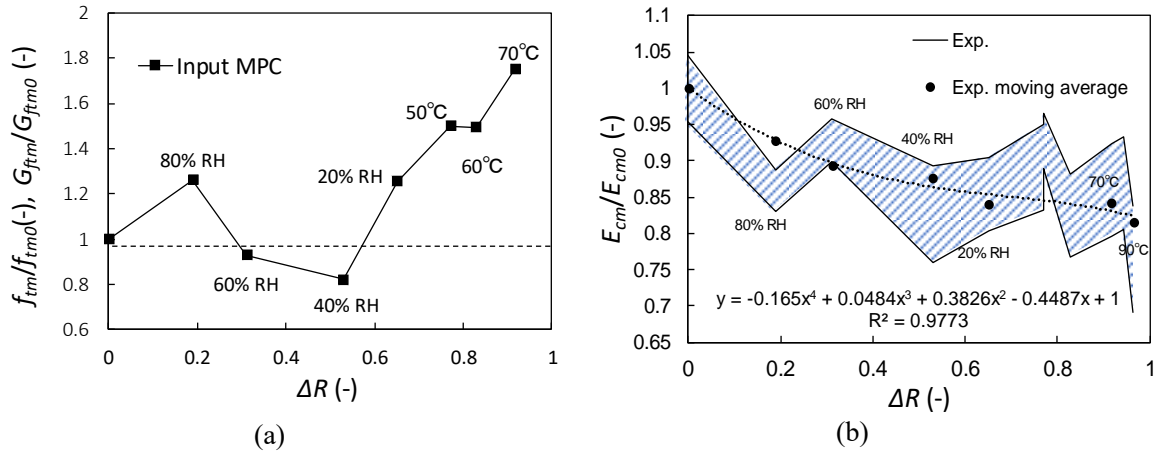 2
1.8
1.6
1.4
1.2
1
0.8
0.6
f_tm/f_tm0(-), G_ftm/G_ftm0 (-)
Input MPC
80% RH
60% RH
40% RH
20% RH
50℃
60℃
70℃
0 0.2 0.4 0.6 0.8 1
ΔR (-)
(a)
1.1
1.05
1
0.95
0.9
0.85
0.8
0.75
0.7
0.65
E_cm/E_cm0 (-)
Exp.
Exp. moving average
60% RH
40% RH
80% RH
20% RH
70℃
90℃
y = -0.165x⁴ + 0.0484x³ + 0.3826x² - 0.4487x + 1
R² = 0.9773
0 0.2 0.4 0.6 0.8 1
ΔR (-)
(b)